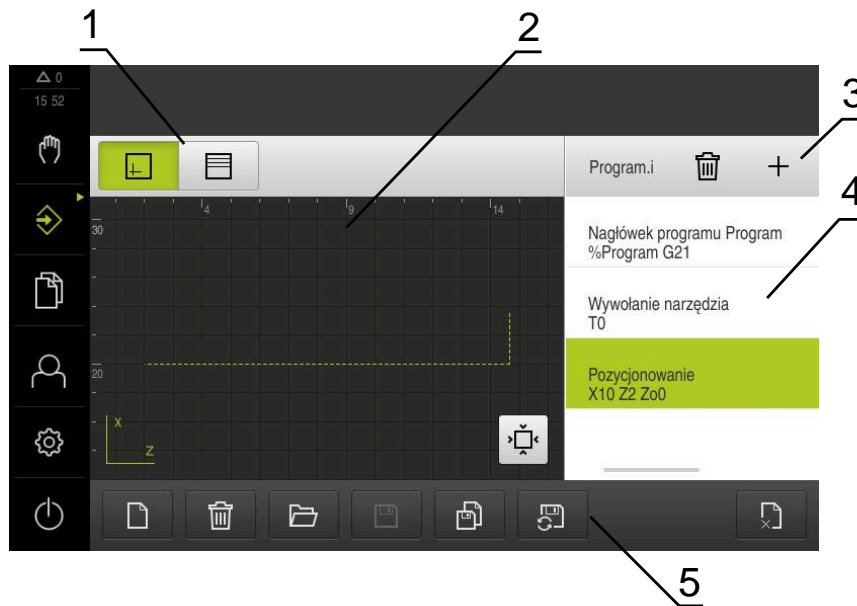 1
2
3
4
5
0
15 52
Program.i
4
9
14
30
20
X
Z
Nagłówek programu Program
%Program G21
Wywołanie narzędzia
T0
Pozycjonowanie
X10 Z2 Zo0